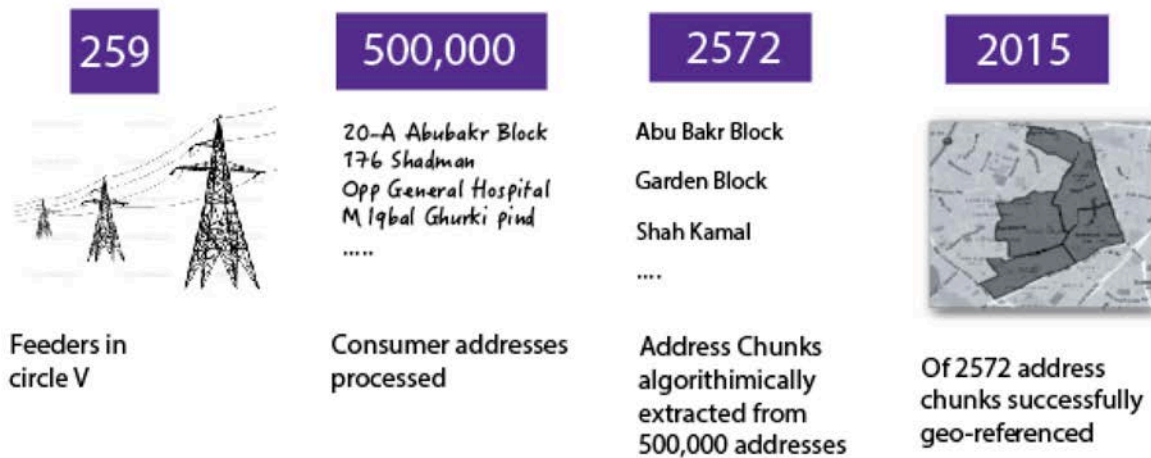 259
500,000
2572
2015
20-A Abubakr Block
176 Shadman
Opp General Hospital
M Iqbal Ghurki pind
.....
Abu Bakr Block
Garden Block
Shah Kamal
....
Feeders in
circle V
Consumer addresses
processed
Address Chunks
algorithimically
extracted from
500,000 addresses
Of 2572 address
chunks successfully
geo-referenced